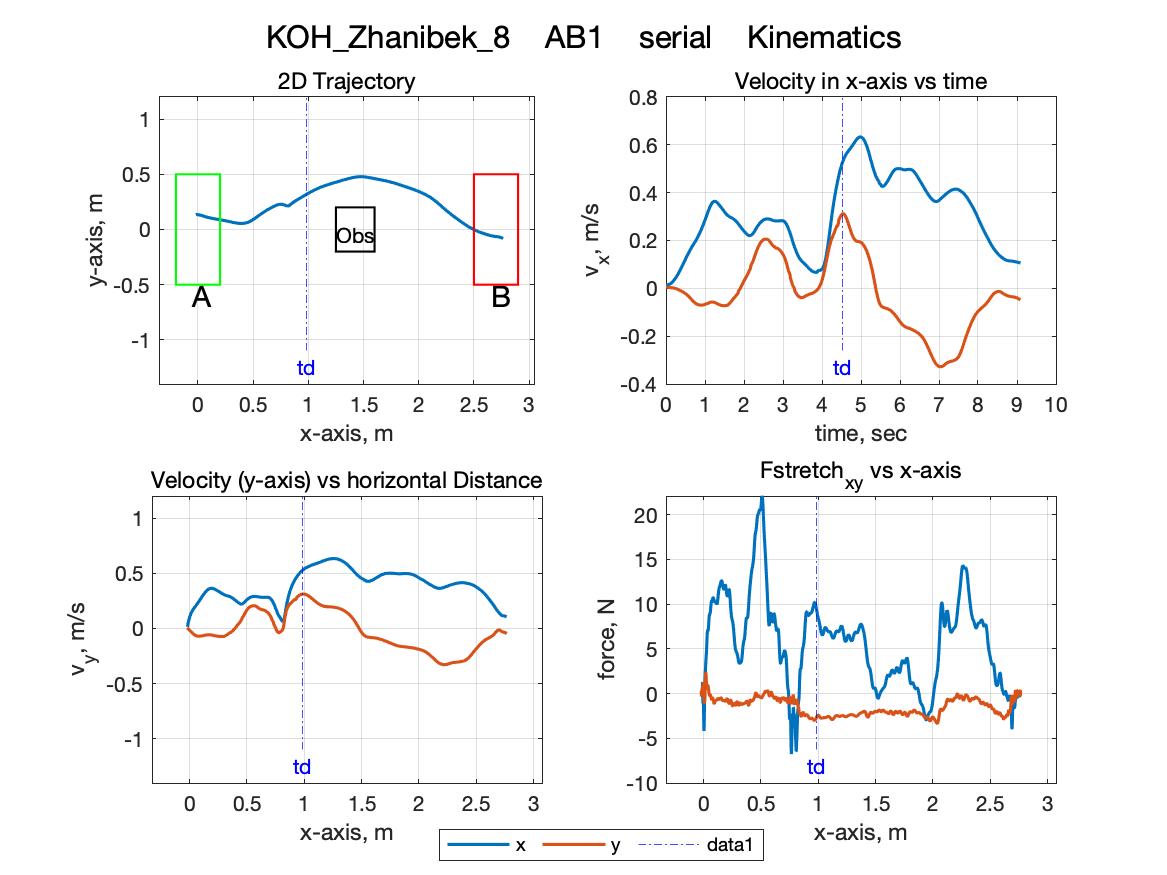 KOH_Zhanibek_8 AB1 serial Kinematics
2D Trajectory
1
0.5
0
-0.5
-1
y-axis, m
A
B
Obs
td
0 0.5 1 1.5 2 2.5 3
x-axis, m
Velocity in x-axis vs time
0.8
0.6
0.4
0.2
0
-0.2
-0.4
vx, m/s
td
0 1 2 3 4 5 6 7 8 9 10
time, sec
Velocity (y-axis) vs horizontal Distance
1
0.5
0
-0.5
-1
vy, m/s
td
0 0.5 1 1.5 2 2.5 3
x-axis, m
Fstretchxy vs x-axis
20
15
10
5
0
-5
-10
force, N
td
0 0.5 1 1.5 2 2.5 3
x-axis, m
x y data1